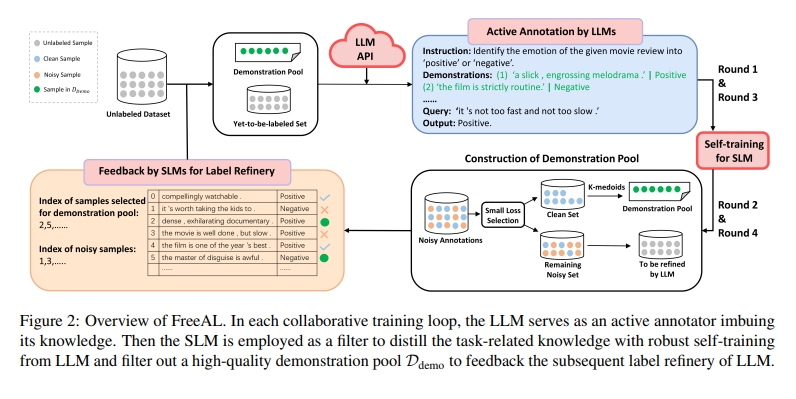 Unlabeled Sample
Clean Sample
Noisy Sample
Sample in 𝒟Demo
Unlabeled Dataset
Demonstration Pool
Yet-to-be-labeled Set
LLM
API
Active Annotation by LLMs
Instruction: Identify the emotion of the given movie review into
'positive' or 'negative'.
Demonstrations: (1) 'a slick , engrossing melodrama .' | Positive
(2) 'the film is strictly routine.' | Negative
......
Query: 'it 's not too fast and not too slow .'
Output: Positive.
Round 1
&
Round 3
Self-training
for SLM
Round 2
&
Round 4
Construction of Demonstration Pool
Noisy Annotations
Small Loss
Selection
Clean Set
K-medoids
Demonstration Pool
Remaining
Noisy Set
To be refined
by LLM
Feedback by SLMs for Label Refinery
Index of samples selected
for demonstration pool:
2,5,......
Index of noisy samples:
1,3,.....
0 compellingly watchable . Positive
1 it 's worth taking the kids to . Negative
2 dense , exhilarating documentary . Positive
3 the movie is well done , but slow . Positive
4 the film is one of the year 's best . Positive
5 the master of disguise is awful . Negative
...... ......
Figure 2: Overview of FreeAL. In each collaborative training loop, the LLM serves as an active annotator imbuing
its knowledge. Then the SLM is employed as a filter to distill the task-related knowledge with robust self-training
from LLM and filter out a high-quality demonstration pool 𝒟demo to feedback the subsequent label refinery of LLM.